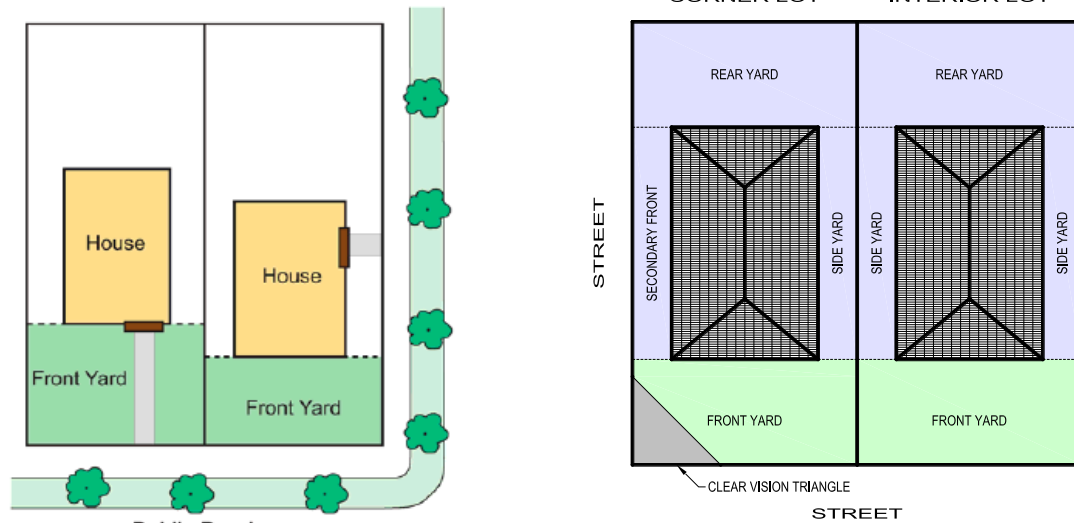 House
House
Front Yard
Front Yard
CORNER LOT
INTERIOR LOT
REAR YARD
REAR YARD
STREET
SECONDARY FRONT
SIDE YARD
SIDE YARD
SIDE YARD
FRONT YARD
FRONT YARD
CLEAR VISION TRIANGLE
STREET